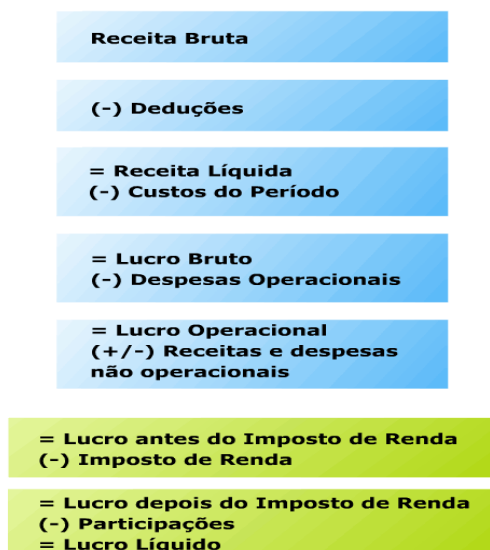 Receita Bruta
(-) Deduções
= Receita Líquida
(-) Custos do Período
= Lucro Bruto
(-) Despesas Operacionais
= Lucro Operacional
(+/-) Receitas e despesas
não operacionais
= Lucro antes do Imposto de Renda
(-) Imposto de Renda
= Lucro depois do Imposto de Renda
(-) Participações
= Lucro Líquido